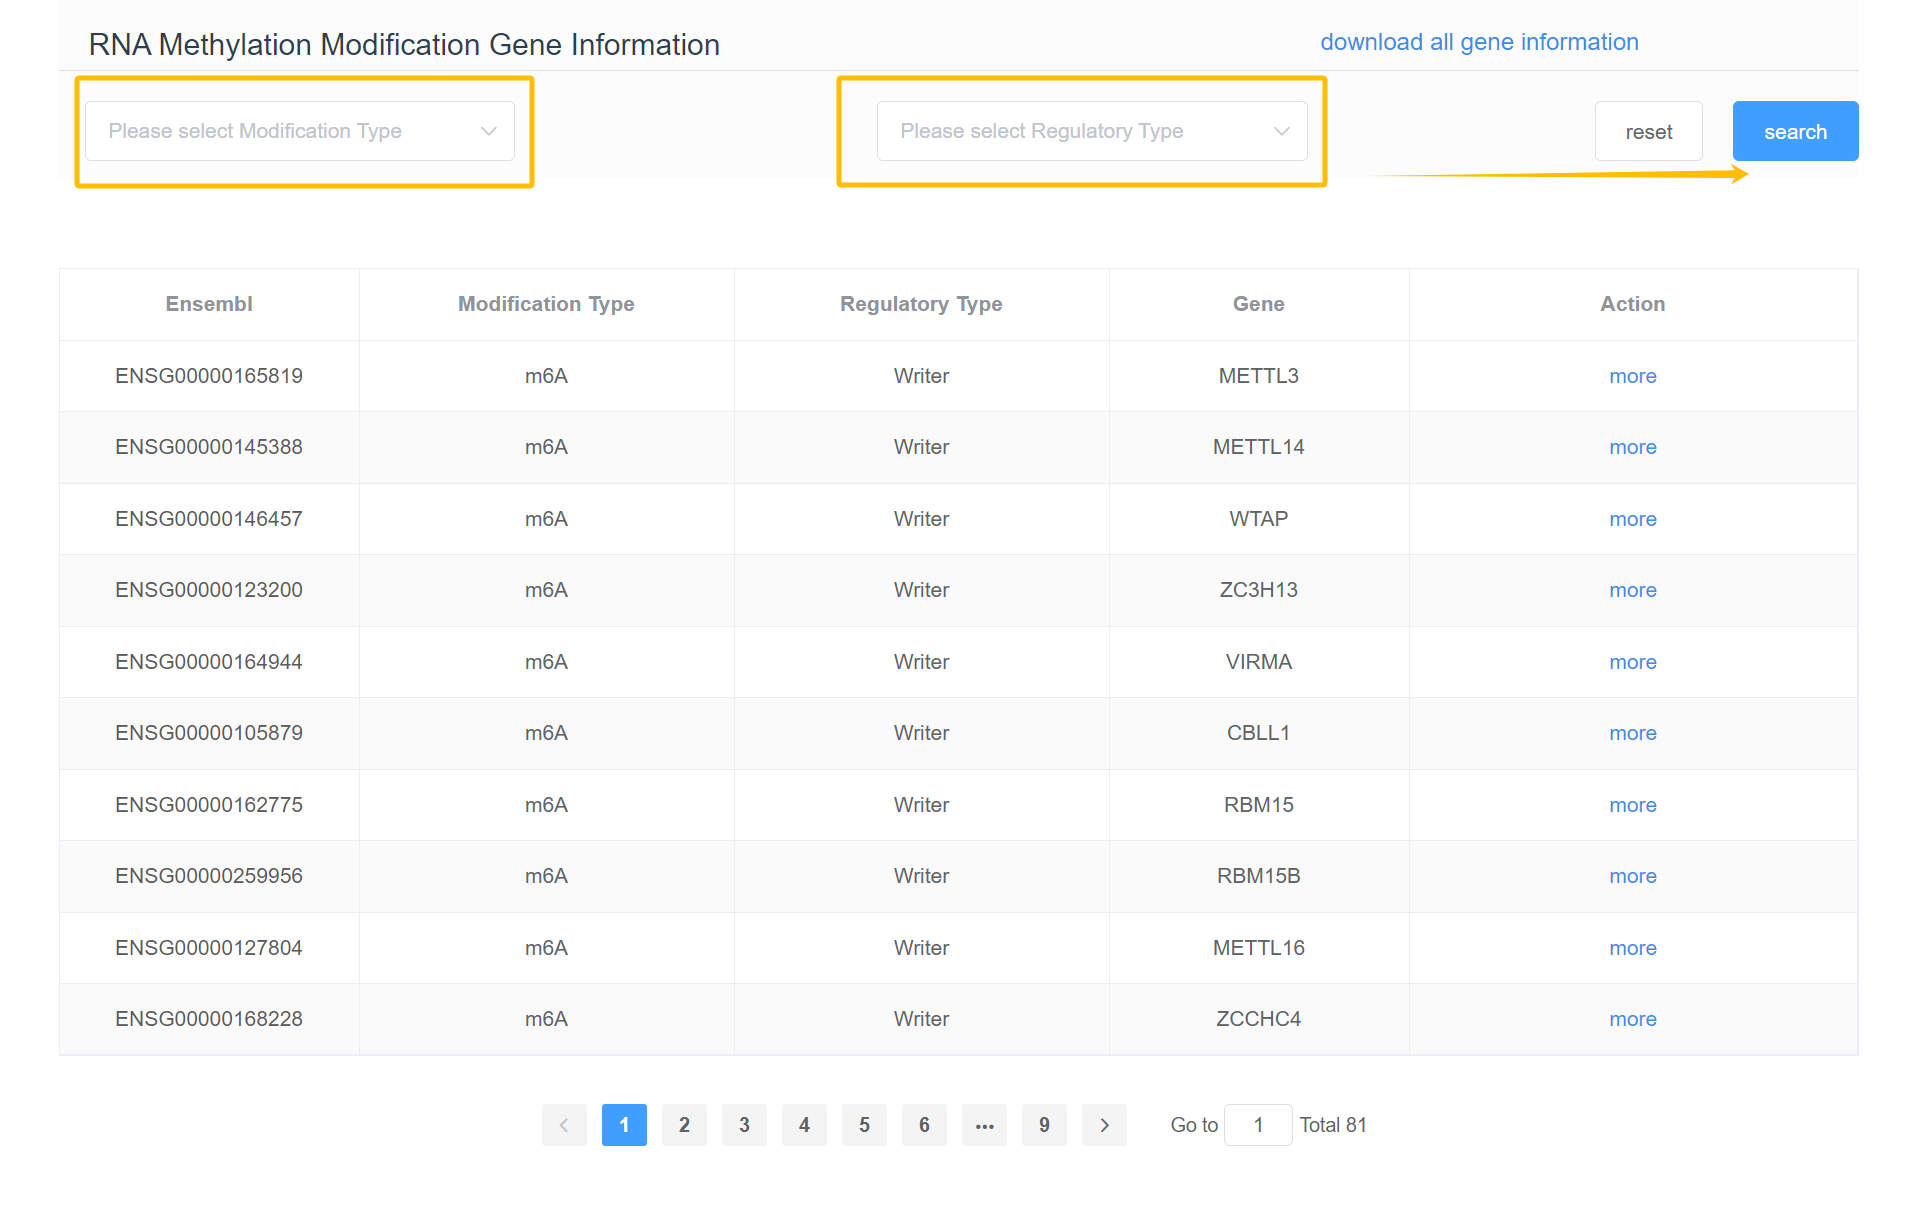 RNA Methylation Modification Gene Information
download all gene information
Please select Modification Type
Please select Regulatory Type
reset
search
Ensembl Modification Type Regulatory Type Gene Action
ENSG00000165819 m6A Writer METTL3 more
ENSG00000145388 m6A Writer METTL14 more
ENSG00000146457 m6A Writer WTAP more
ENSG00000123200 m6A Writer ZC3H13 more
ENSG00000164944 m6A Writer VIRMA more
ENSG00000105879 m6A Writer CBLL1 more
ENSG00000162775 m6A Writer RBM15 more
ENSG00000259956 m6A Writer RBM15B more
ENSG00000127804 m6A Writer METTL16 more
ENSG00000168228 m6A Writer ZCCHC4 more
1 2 3 4 5 6 ... 9 Go to 1 Total 81